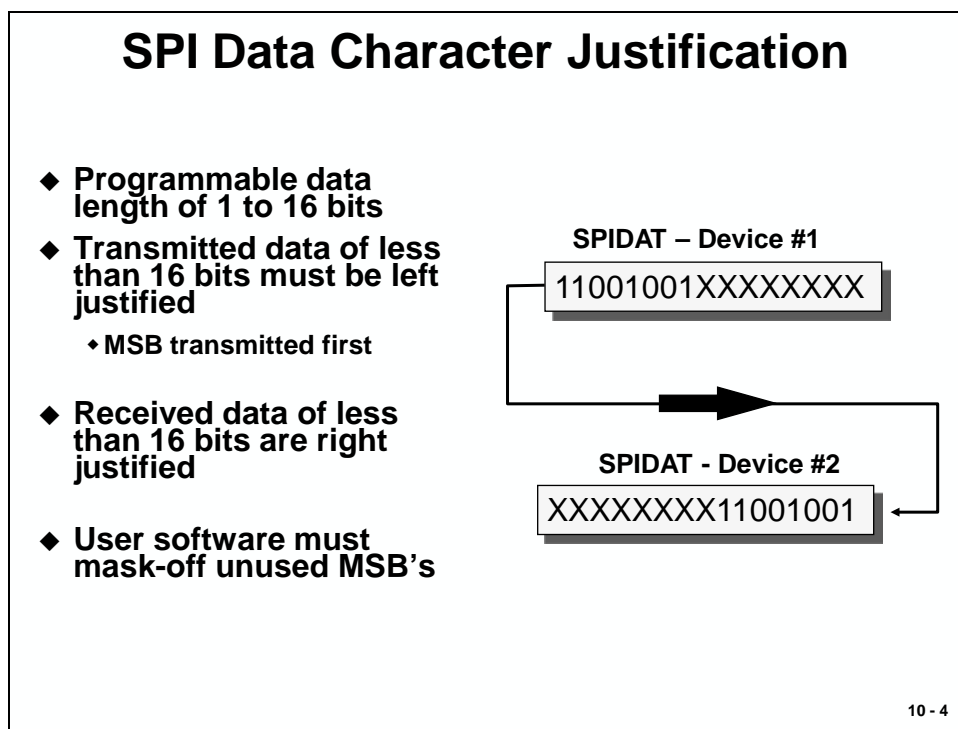 SPI Data Character Justification
◆ Programmable data
length of 1 to 16 bits
◆ Transmitted data of less
than 16 bits must be left
justified
◆ MSB transmitted first
◆ Received data of less
than 16 bits are right
justified
◆ User software must
mask-off unused MSB’s
SPIDAT – Device #1
11001001XXXXXXXX
SPIDAT - Device #2
XXXXXXXX11001001
10 - 4